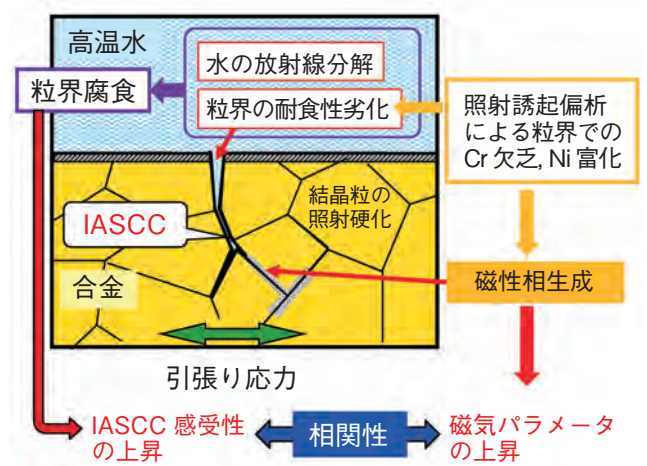 高温水
水の放射線分解
粒界腐食
粒界の耐食性劣化
照射誘起偏析
による粒界での
Cr 欠乏, Ni 富化
結晶粒の
照射硬化
IASCC
合金
磁性相生成
引張り応力
IASCC 感受性
の上昇
相関性
磁気パラメータ
の上昇